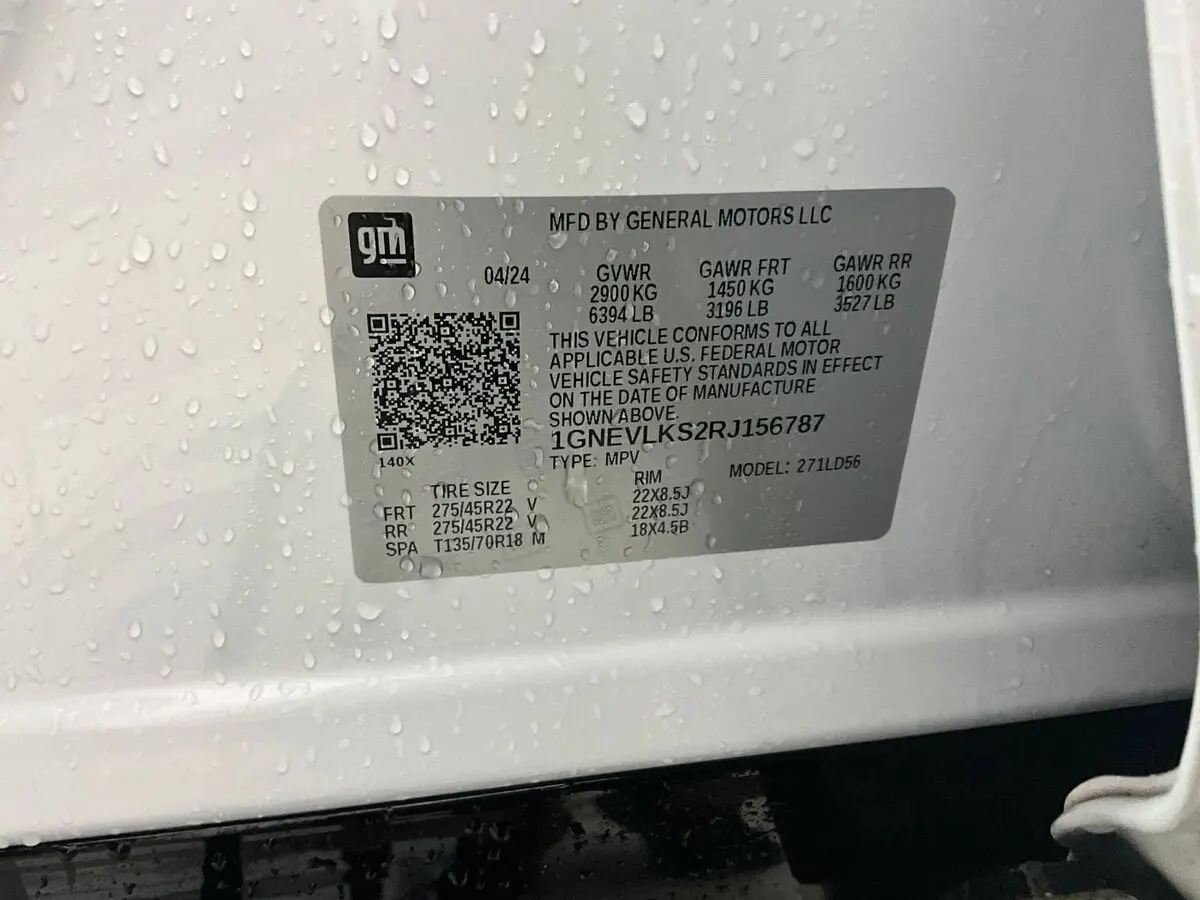 gm
MFD BY GENERAL MOTORS LLC
04/24
GVWR
2900 KG
6394 LB
GAWR FRT
1450 KG
3196 LB
GAWR RR
1600 KG
3527 LB
THIS VEHICLE CONFORMS TO ALL
APPLICABLE U.S. FEDERAL MOTOR
VEHICLE SAFETY STANDARDS IN EFFECT
ON THE DATE OF MANUFACTURE
SHOWN ABOVE.
1GNEVLKS2RJ156787
TYPE: MPV
MODEL: 271LD56
140X
TIRE SIZE RIM
FRT 275/45R22 V 22X8.5J
RR 275/45R22 V 22X8.5J
SPA T135/70R18 M 18X4.5B